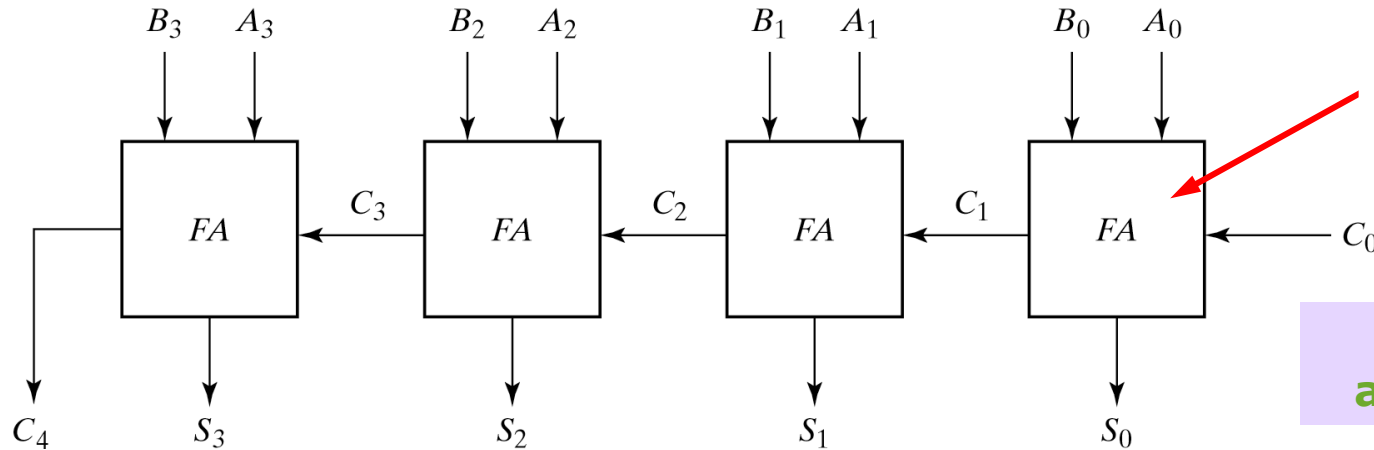 B₃ A₃ B₂ A₂ B₁ A₁ B₀ A₀
FA C₃ FA C₂ FA C₁ FA C₀
a
C₄ S₃ S₂ S₁ S₀